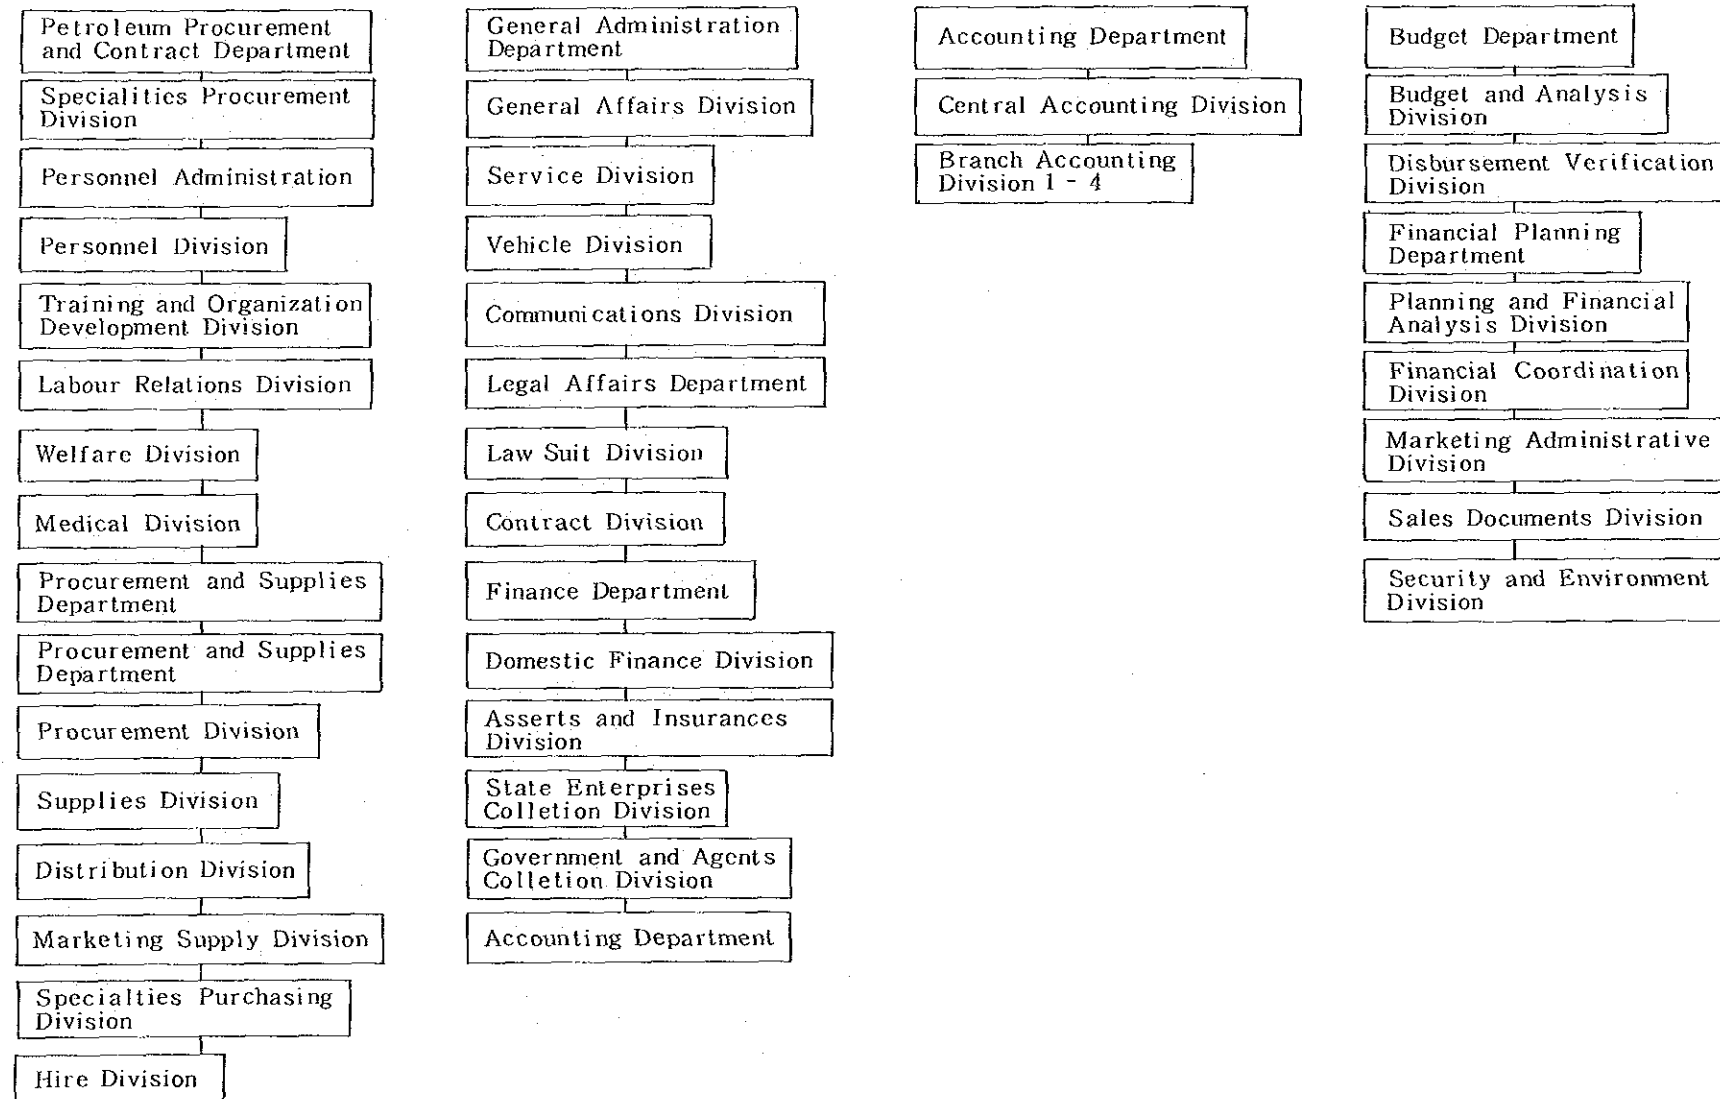 Petroleum Procurement
and Contract Department
Specialitics Procurement
Division
Personnel Administration
Personnel Division
Training and Organization
Development Division
Labour Relations Division
Welfare Division
Medical Division
Procurement and Supplies
Department
Procurement and Supplies
Department
Procurement Division
Supplies Division
Distribution Division
Marketing Supply Division
Specialties Purchasing
Division
Hire Division
General Administration
Department
General Affairs Division
Service Division
Vehicle Division
Communications Division
Legal Affairs Department
Law Suit Division
Contract Division
Finance Department
Domestic Finance Division
Asserts and Insurances
Division
State Enterprises
Colletion Division
Government and Agents
Colletion Division
Accounting Department
Accounting Department
Central Accounting Division
Branch Accounting
Division 1 - 4
Budget Department
Budget and Analysis
Division
Disbursement Verification
Division
Financial Planning
Department
Planning and Financial
Analysis Division
Financial Coordination
Division
Marketing Administrative
Division
Sales Documents Division
Security and Environment
Division